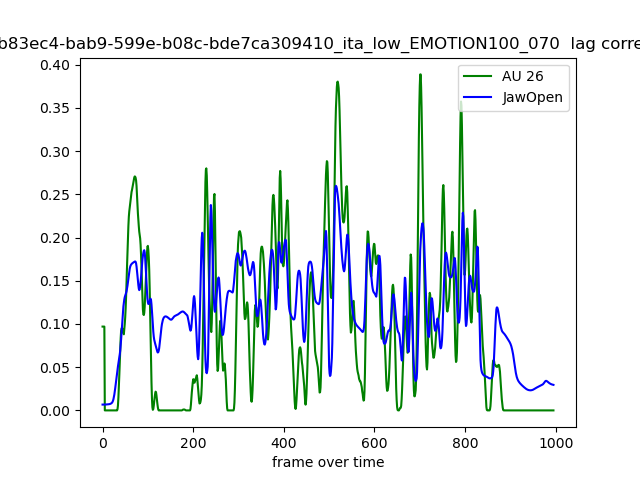 b83ec4-bab9-599e-b08c-bde7ca309410_ita_low_EMOTION100_070 lag corre
AU 26
JawOpen
0.40
0.35
0.30
0.25
0.20
0.15
0.10
0.05
0.00
0 200 400 600 800 1000
frame over time